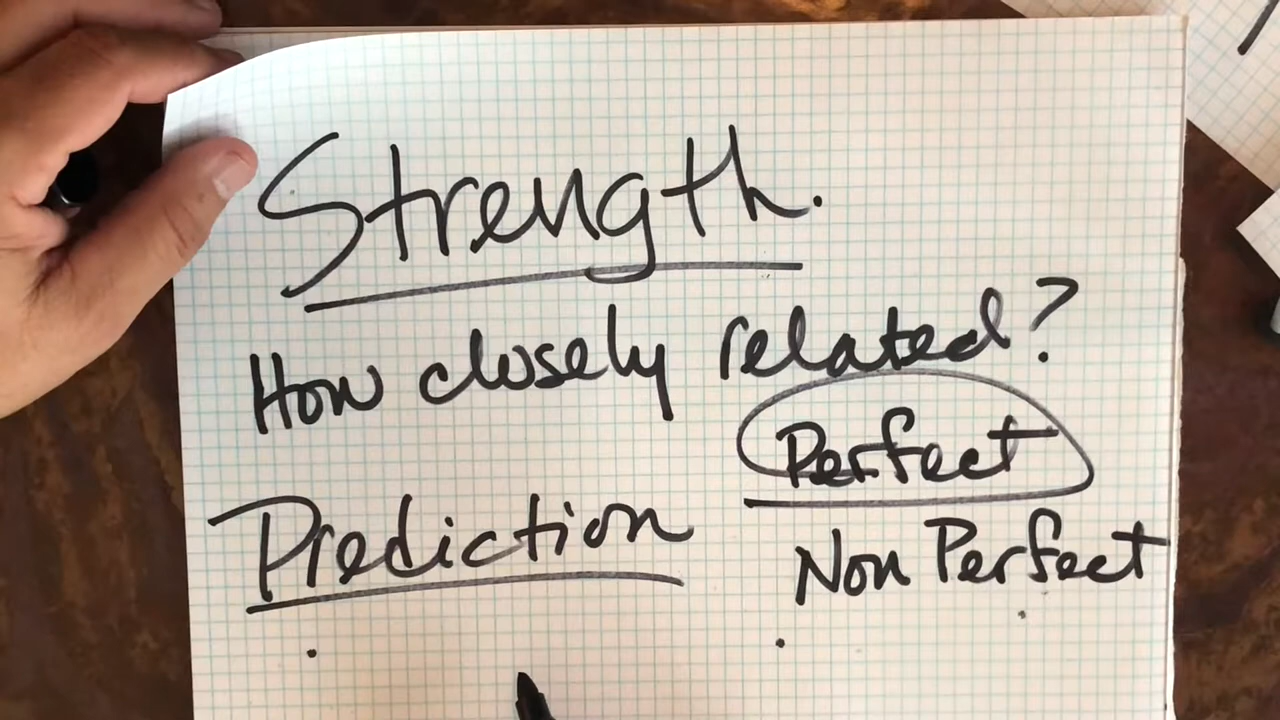 Strength.
How closely related?
Perfect
Prediction
Non Perfect